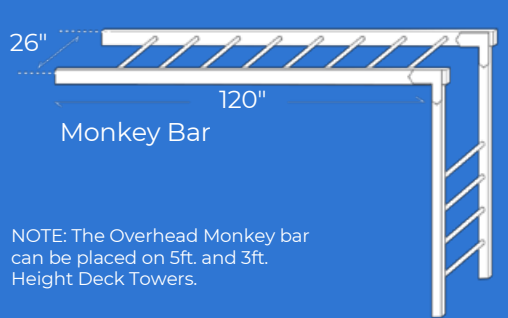 26"
120"
Monkey Bar
NOTE: The Overhead Monkey bar
can be placed on 5ft. and 3ft.
Height Deck Towers.